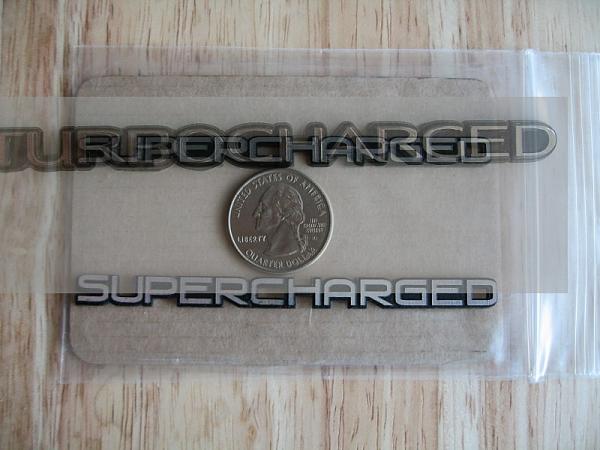 TURBOCHARGED
SUPERCHARGED
UNITED STATES OF AMERICA
LIBERTY
QUARTER DOLLAR
SUPERCHARGED